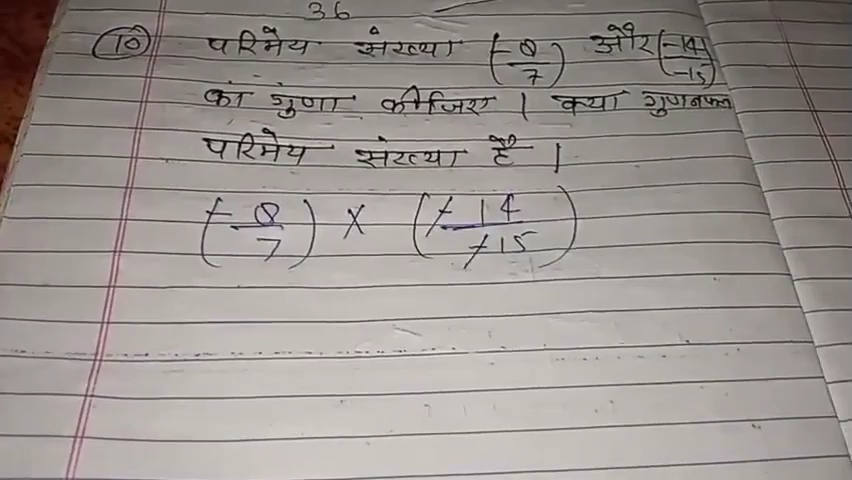 36
(10) परिमेय संख्या (-8/7) और (-14/-15)
का गुणा कीजिए । क्या गुणनफल
परिमेय संख्या है ।
(-8/7) × (-14/-15)